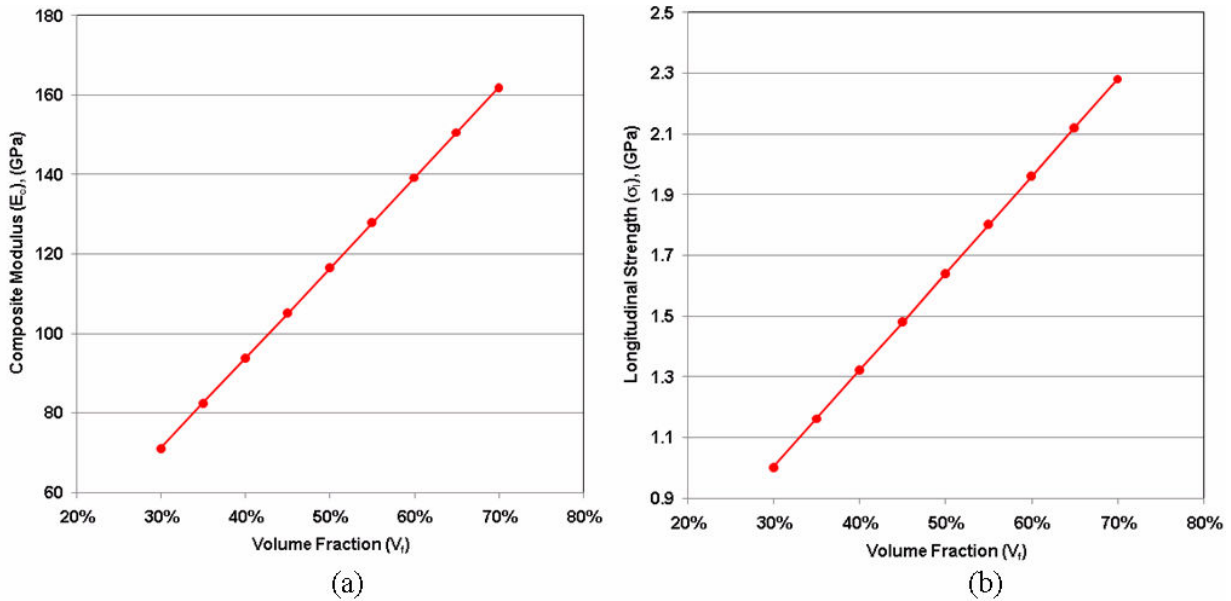 180
160
140
120
100
80
60
20% 30% 40% 50% 60% 70% 80%
Composite Modulus (Ec), (GPa)
Volume Fraction (Vf)
(a)
2.5
2.3
2.1
1.9
1.7
1.5
1.3
1.1
0.9
20% 30% 40% 50% 60% 70% 80%
Longitudinal Strength (σl), (GPa)
Volume Fraction (Vf)
(b)